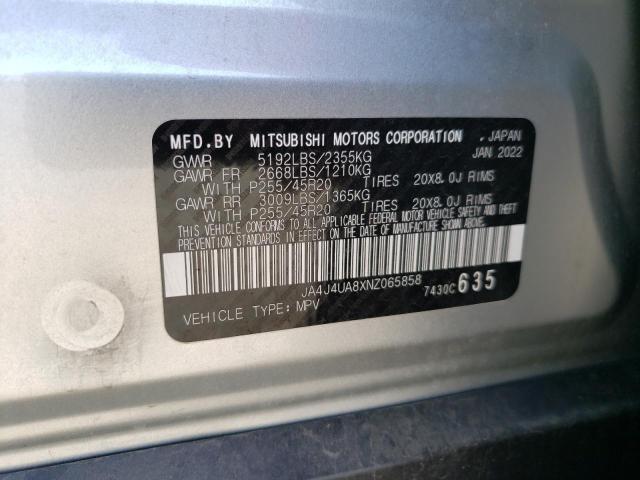 MFD.BY MITSUBISHI MOTORS CORPORATION . JAPAN
GVWR 5192LBS/2355KG JAN 2022
GAWR FR 2668LBS/1210KG
WITH P255/45R20 TIRES 20X8.0J RIMS
GAWR RR 3009LBS/1365KG
WITH P255/45R20 TIRES 20X8.0J RIMS
THIS VEHICLE CONFORMS TO ALL APPLICABLE FEDERAL MOTOR VEHICLE SAFETY AND THEFT
PREVENTION STANDARDS IN EFFECT ON THE DATE OF MANUFACTURE SHOWN ABOVE.
JA4J4UA8XNZ065858
7430C 635
VEHICLE TYPE: MPV